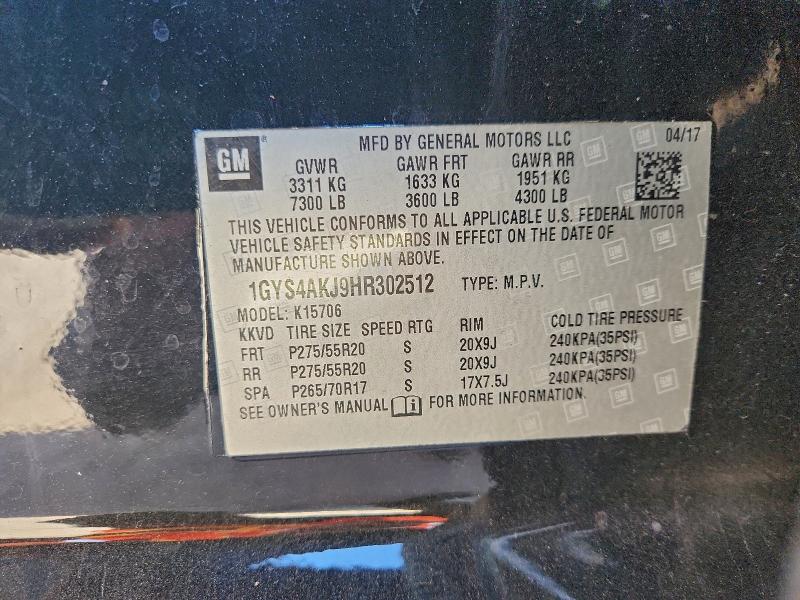 GM
MFD BY GENERAL MOTORS LLC 04/17
GVWR GAWR FRT GAWR RR
3311 KG 1633 KG 1951 KG
7300 LB 3600 LB 4300 LB
THIS VEHICLE CONFORMS TO ALL APPLICABLE U.S. FEDERAL MOTOR
VEHICLE SAFETY STANDARDS IN EFFECT ON THE DATE OF
MANUFACTURE SHOWN ABOVE.
1GYS4AKJ9HR302512 TYPE: M.P.V.
MODEL: K15706
KKVD TIRE SIZE SPEED RTG RIM COLD TIRE PRESSURE
FRT P275/55R20 S 20X9J 240KPA(35PSI)
RR P275/55R20 S 20X9J 240KPA(35PSI)
SPA P265/70R17 S 17X7.5J 240KPA(35PSI)
SEE OWNER'S MANUAL i FOR MORE INFORMATION.